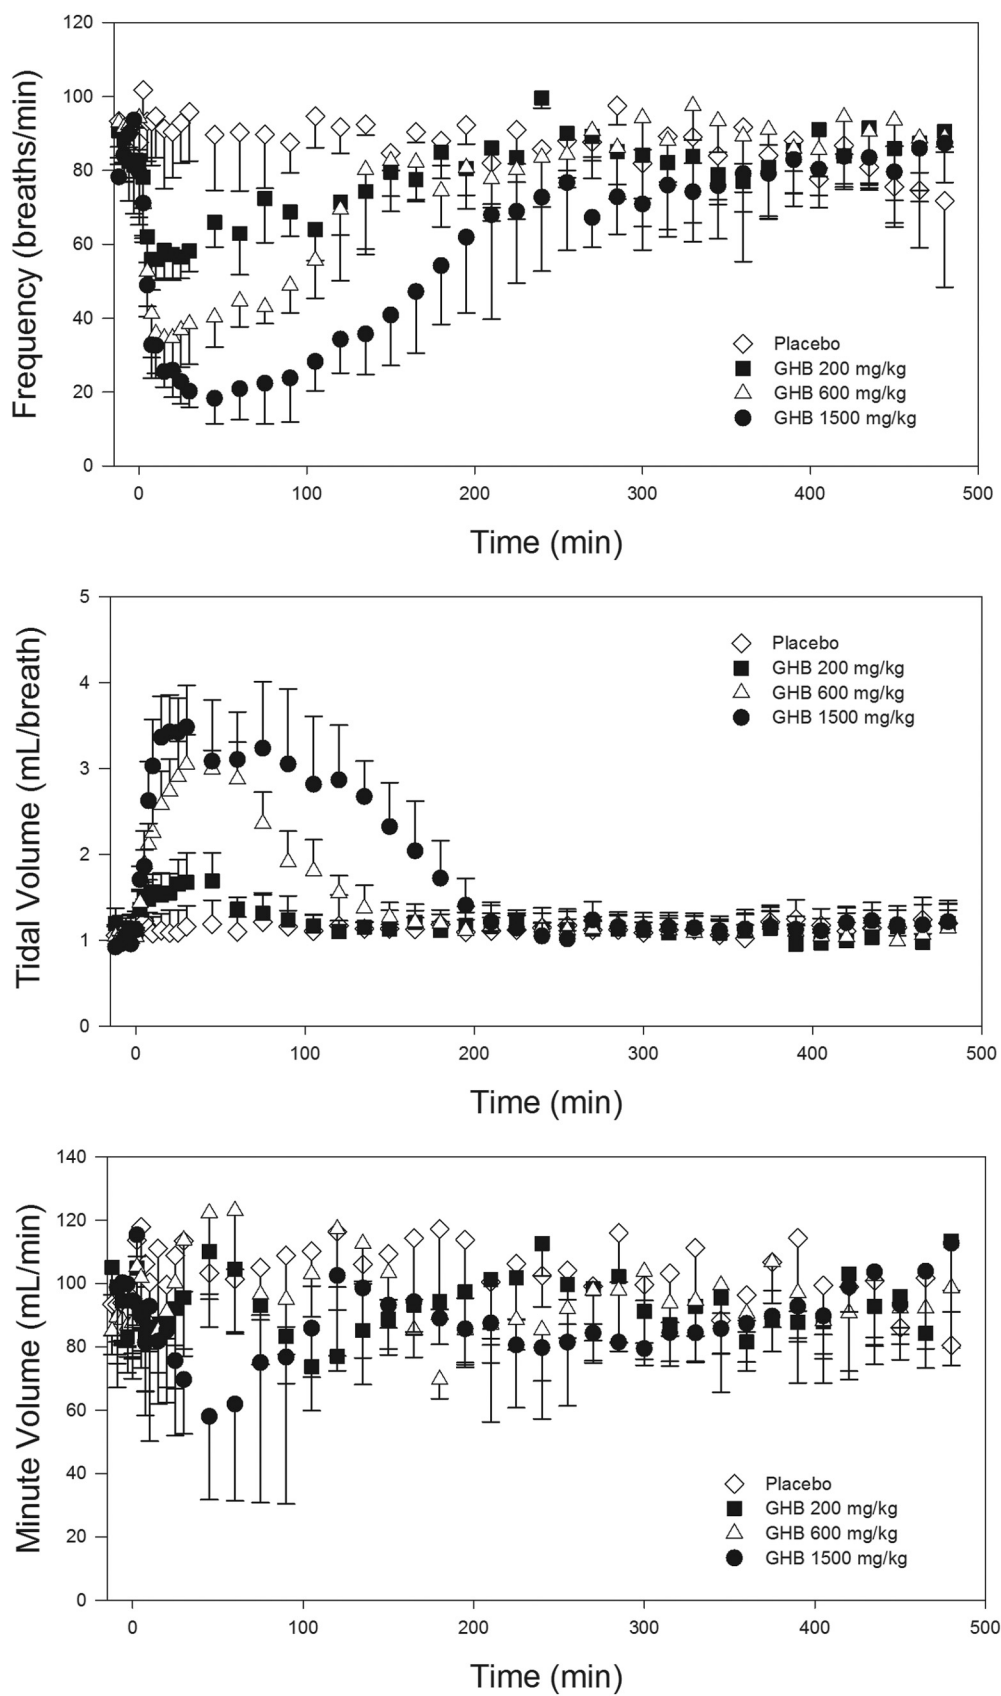 120
100
80
60
40
20
0
Frequency (breaths/min)
Placebo
GHB 200 mg/kg
GHB 600 mg/kg
GHB 1500 mg/kg
0 100 200 300 400 500
Time (min)
5
4
3
2
1
0
Tidal Volume (mL/breath)
Placebo
GHB 200 mg/kg
GHB 600 mg/kg
GHB 1500 mg/kg
0 100 200 300 400 500
Time (min)
140
120
100
80
60
40
20
0
Minute Volume (mL/min)
Placebo
GHB 200 mg/kg
GHB 600 mg/kg
GHB 1500 mg/kg
0 100 200 300 400 500
Time (min)